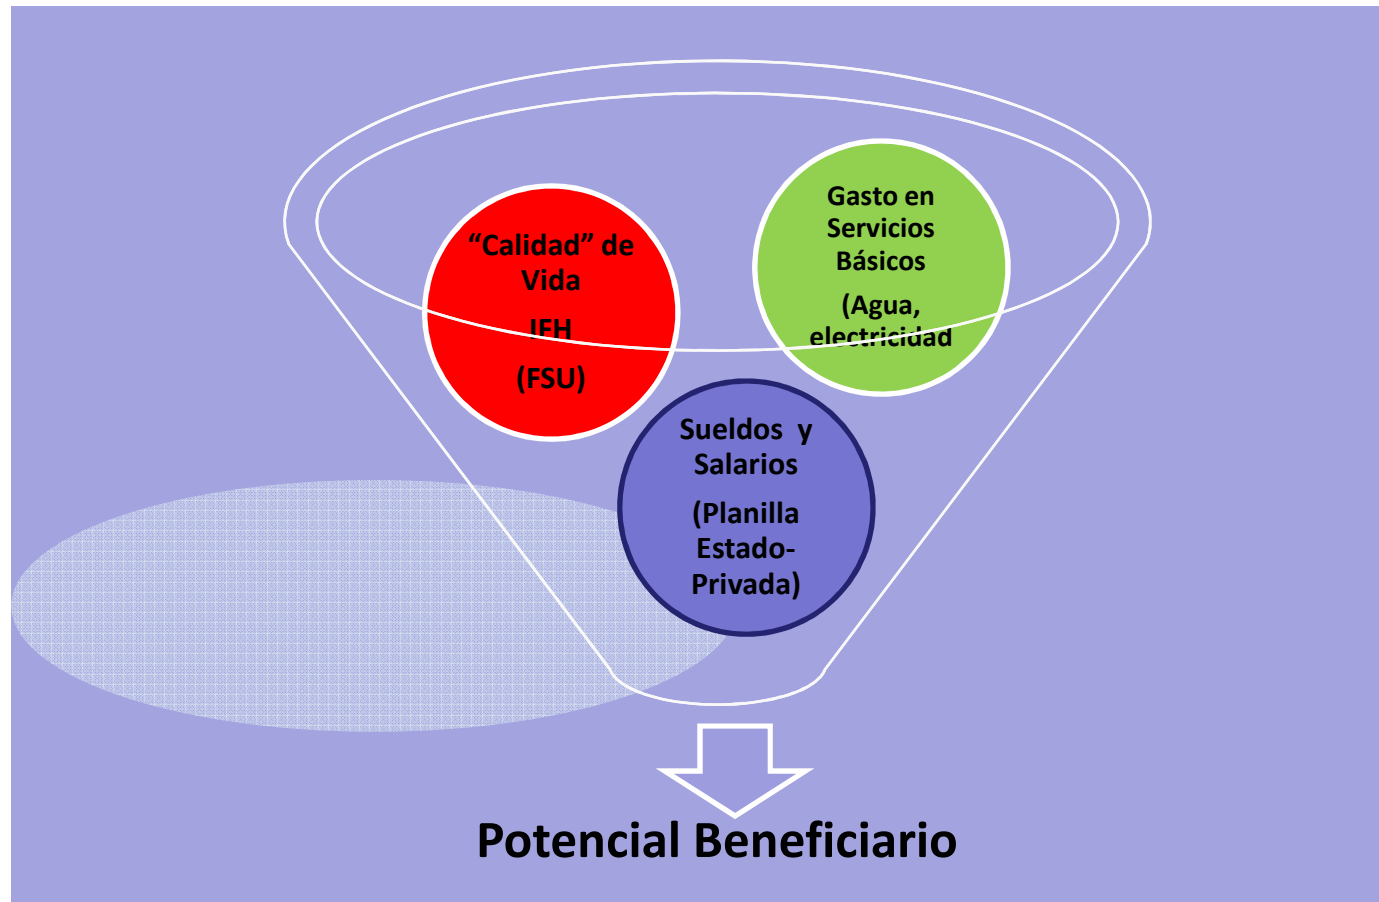 “Calidad” de
Vida
IFH
(FSU)
Gasto en
Servicios
Básicos
(Agua,
electricidad
Sueldos y
Salarios
(Planilla
Estado-
Privada)
Potencial Beneficiario